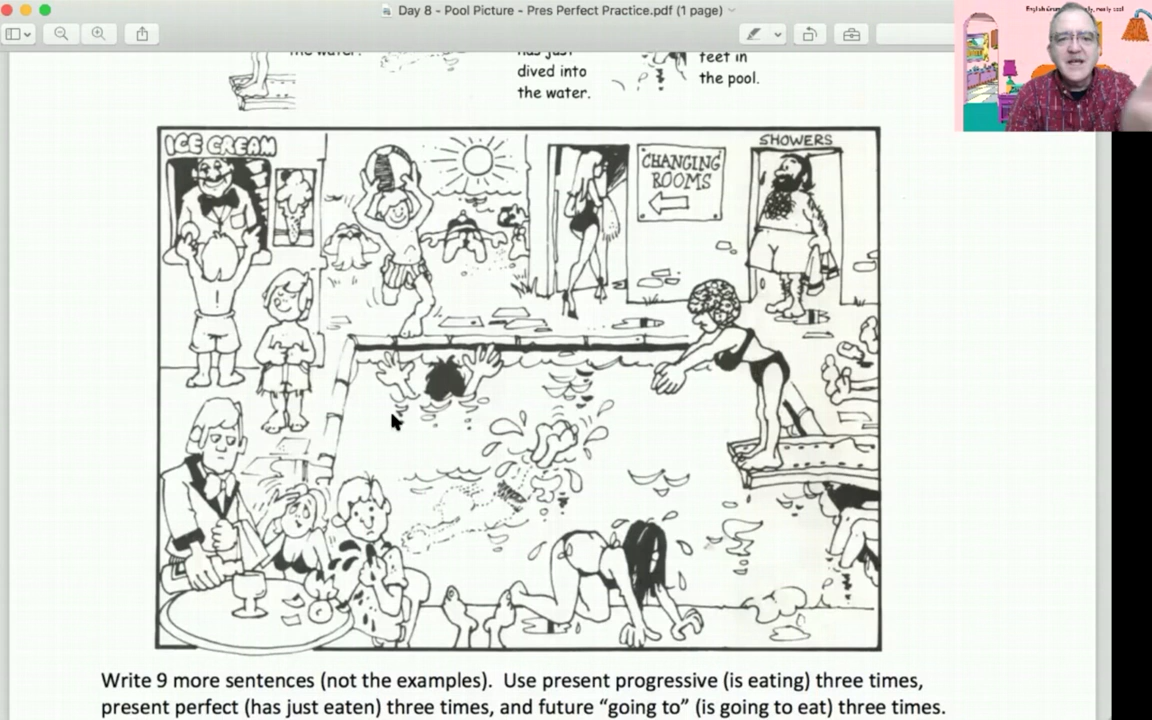 Day 8 - Pool Picture - Pres Perfect Practice.pdf (1 page)
the water.
has just
dived into
the water.
feet in
the pool.
ICE CREAM
CHANGING
ROOMS
SHOWERS
Write 9 more sentences (not the examples). Use present progressive (is eating) three times,
present perfect (has just eaten) three times, and future “going to” (is going to eat) three times.